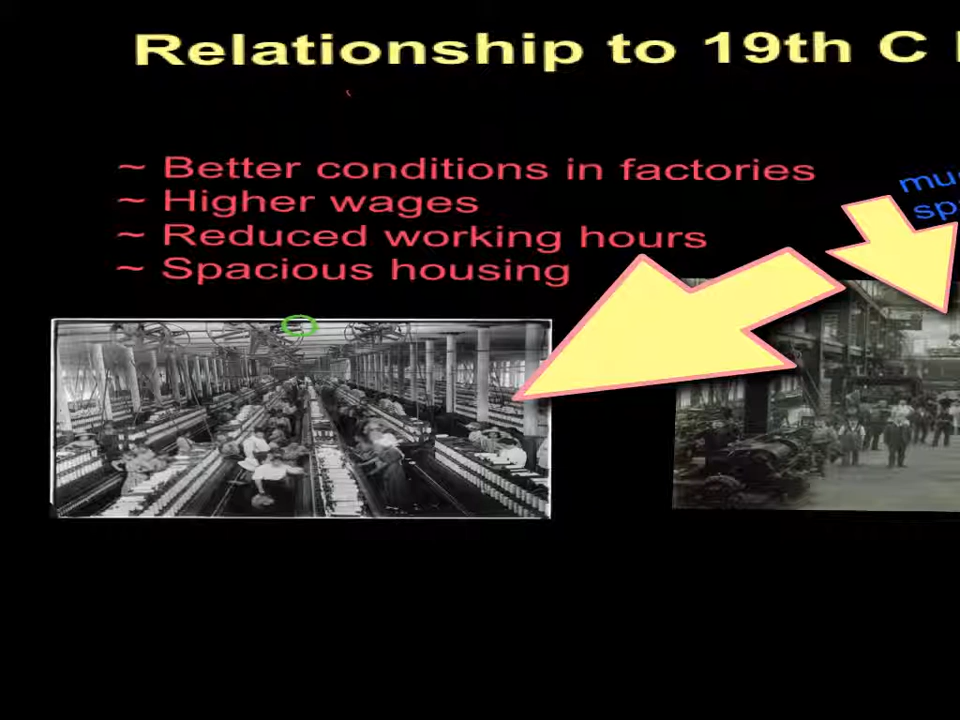 Relationship to 19th C
~ Better conditions in factories
~ Higher wages
~ Reduced working hours
~ Spacious housing